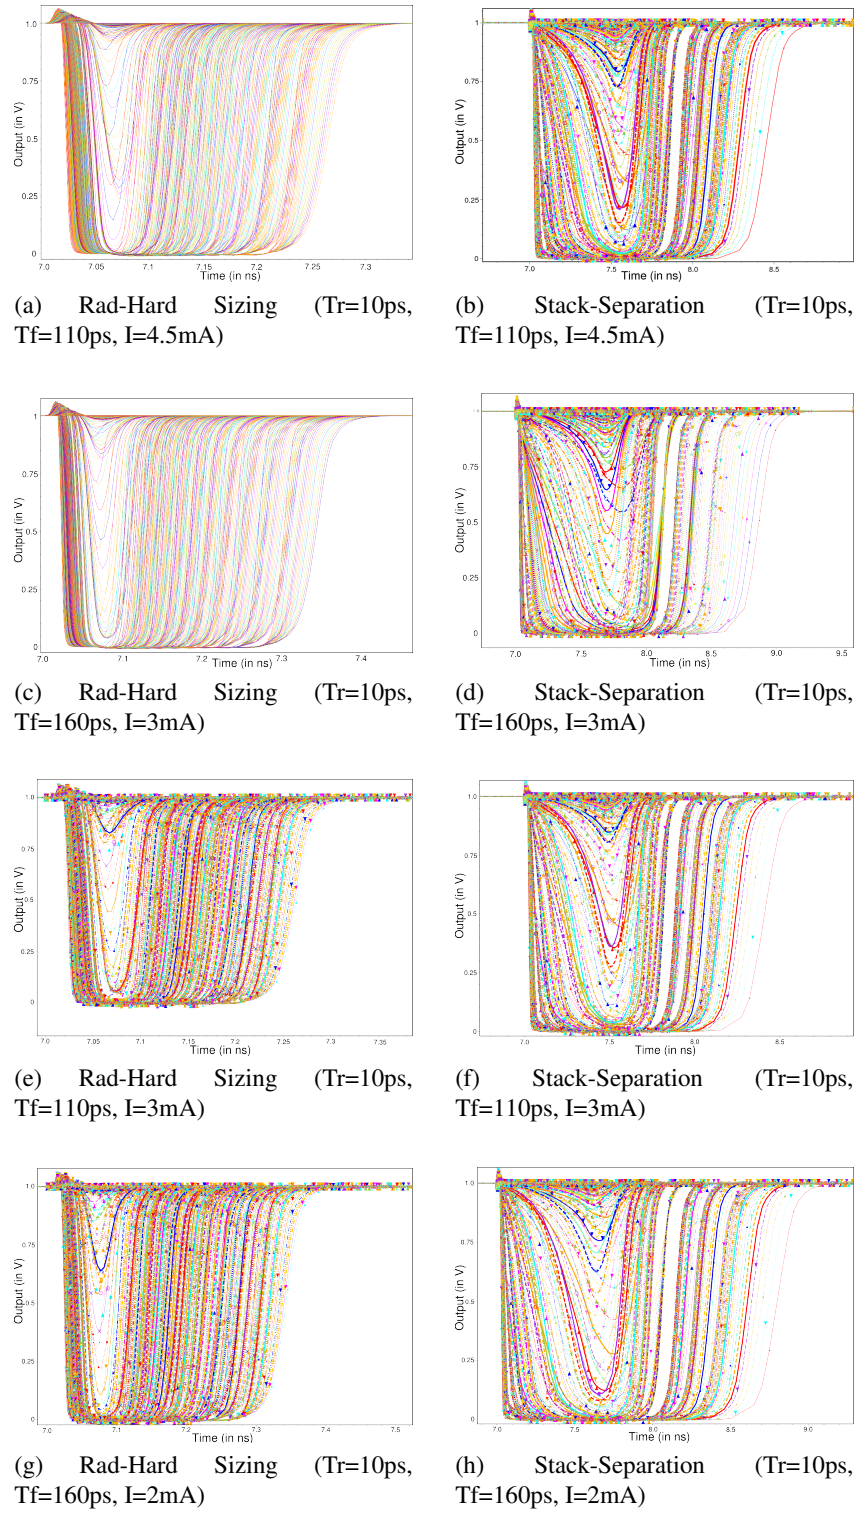 1.0
0.75
0.5
0.25
0
Output (in V)
7.0 7.05 7.1 7.15 7.2 7.3
Time (in ns)
(a) Rad-Hard Sizing (Tr=10ps,
Tf=110ps, I=4.5mA)
1
0.75
0.5
0.25
0
Output (in V)
7.0 7.5 8.0 8.5
Time (in ns)
(b) Stack-Separation (Tr=10ps,
Tf=110ps, I=4.5mA)
1
0.75
0.5
0.25
0
Output (in V)
7.0 7.1 7.2 7.3 7.4
Time (in ns)
(c) Rad-Hard Sizing (Tr=10ps,
Tf=160ps, I=3mA)
1.0
0.75
0.5
0.25
0
Output (in V)
7.0 7.5 8.0 8.5 9.0 9.5
Time (in ns)
(d) Stack-Separation (Tr=10ps,
Tf=160ps, I=3mA)
1.0
0.75
0.5
0.25
0
Output (in V)
7.0 7.05 7.1 7.15 7.2 7.25 7.3 7.35
Time (in ns)
(e) Rad-Hard Sizing (Tr=10ps,
Tf=110ps, I=3mA)
1.0
0.75
0.5
0.25
0
Output (in V)
7.0 7.5 8.0 8.5
Time (in ns)
(f) Stack-Separation (Tr=10ps,
Tf=110ps, I=3mA)
1.0
0.75
0.5
0.25
0
Output (in V)
7.0 7.1 7.2 7.3 7.4 7.5
Time (in ns)
(g) Rad-Hard Sizing (Tr=10ps,
Tf=160ps, I=2mA)
1.0
0.75
0.5
0.25
0
Output (in V)
7.0 7.5 8.0 8.5 9.0
Time (in ns)
(h) Stack-Separation (Tr=10ps,
Tf=160ps, I=2mA)